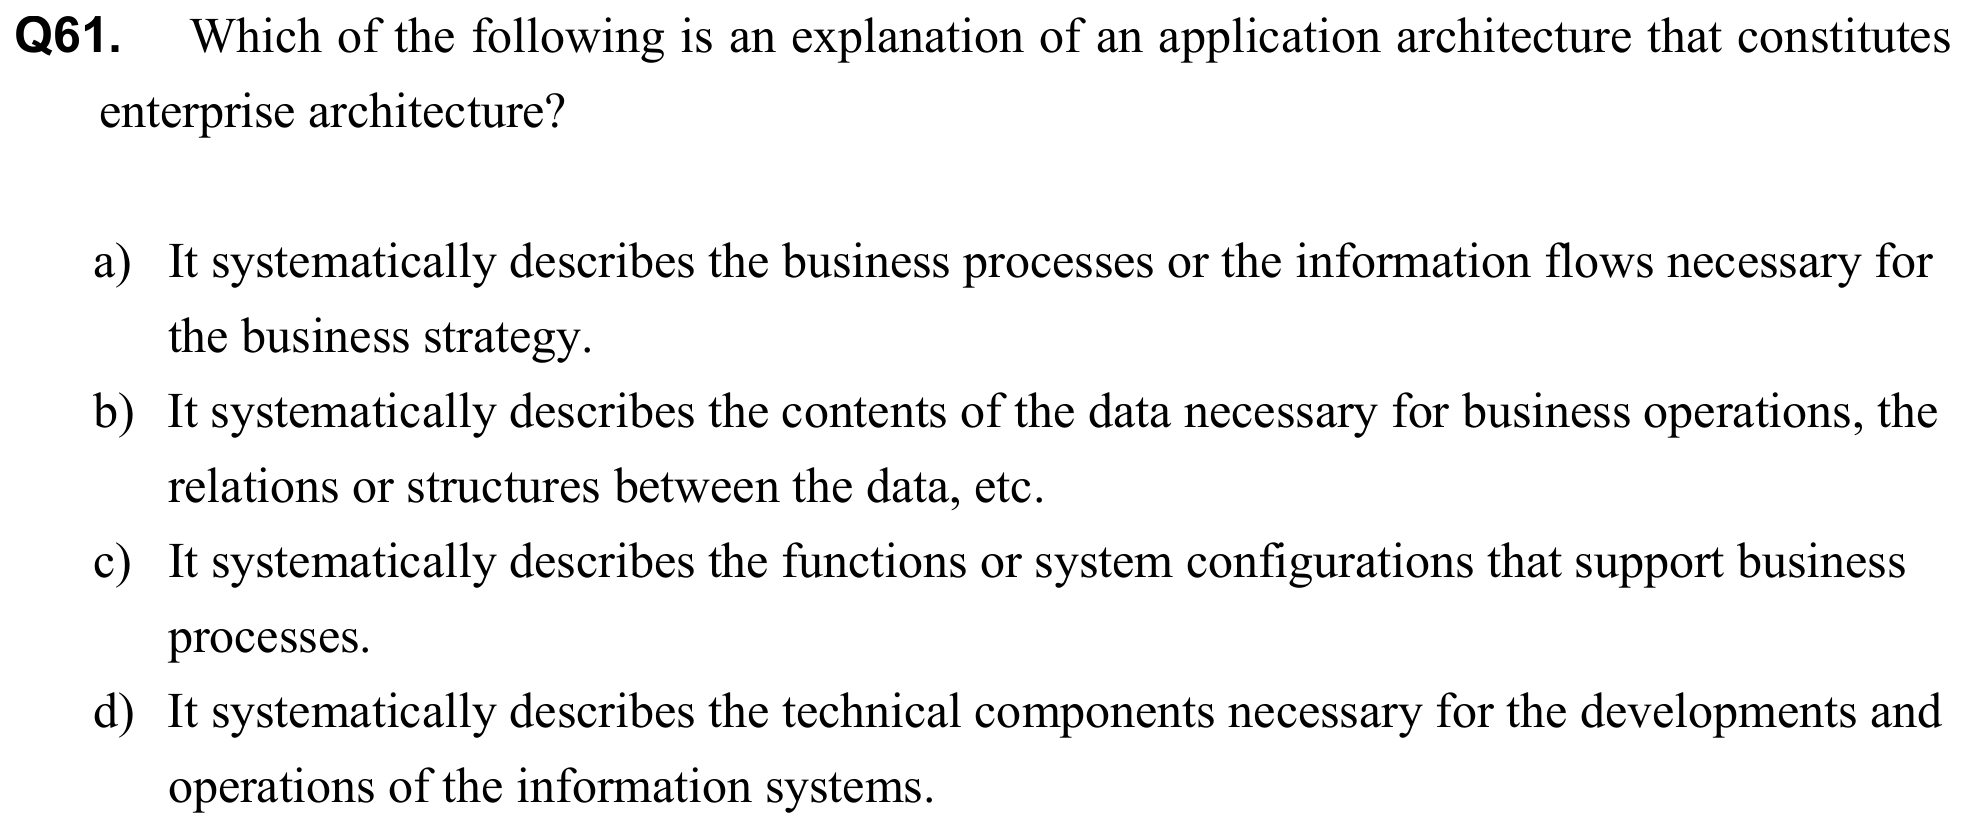 Q61. Which of the following is an explanation of an application architecture that constitutes
enterprise architecture?
a) It systematically describes the business processes or the information flows necessary for
the business strategy.
b) It systematically describes the contents of the data necessary for business operations, the
relations or structures between the data, etc.
c) It systematically describes the functions or system configurations that support business
processes.
d) It systematically describes the technical components necessary for the developments and
operations of the information systems.